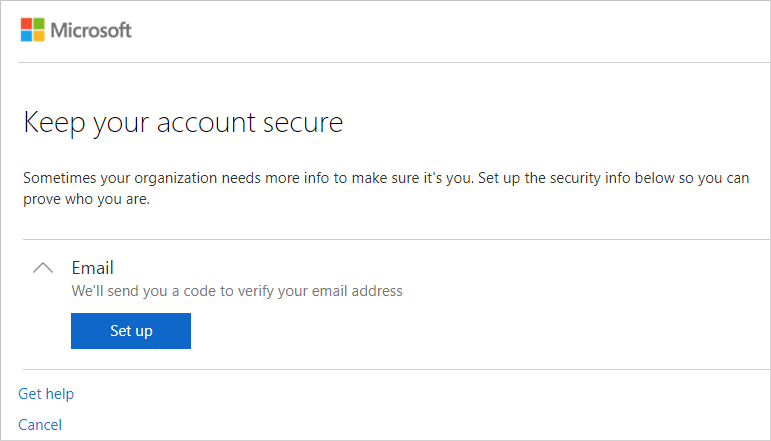 Microsoft
Keep your account secure
Sometimes your organization needs more info to make sure it's you. Set up the security info below so you can
prove who you are.
Email
We'll send you a code to verify your email address
Set up
Get help
Cancel